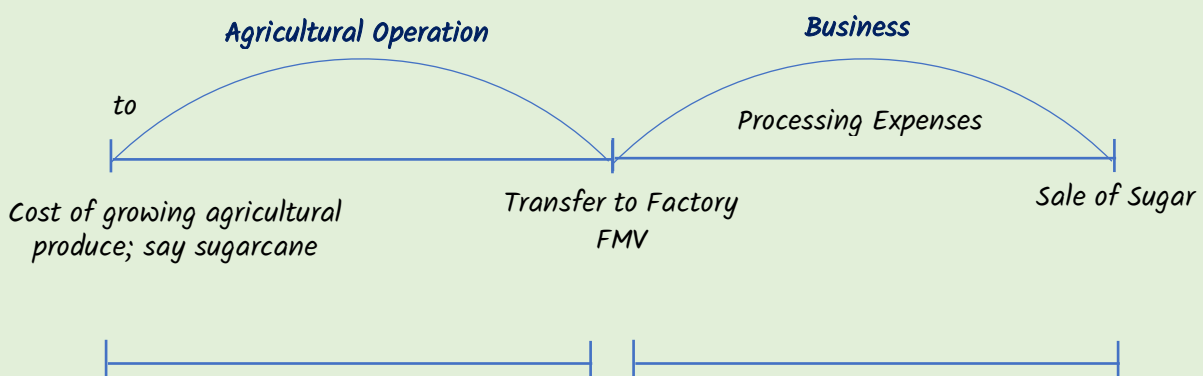 Agricultural Operation
Business
to
Processing Expenses
Cost of growing agricultural
produce; say sugarcane
Transfer to Factory
FMV
Sale of Sugar